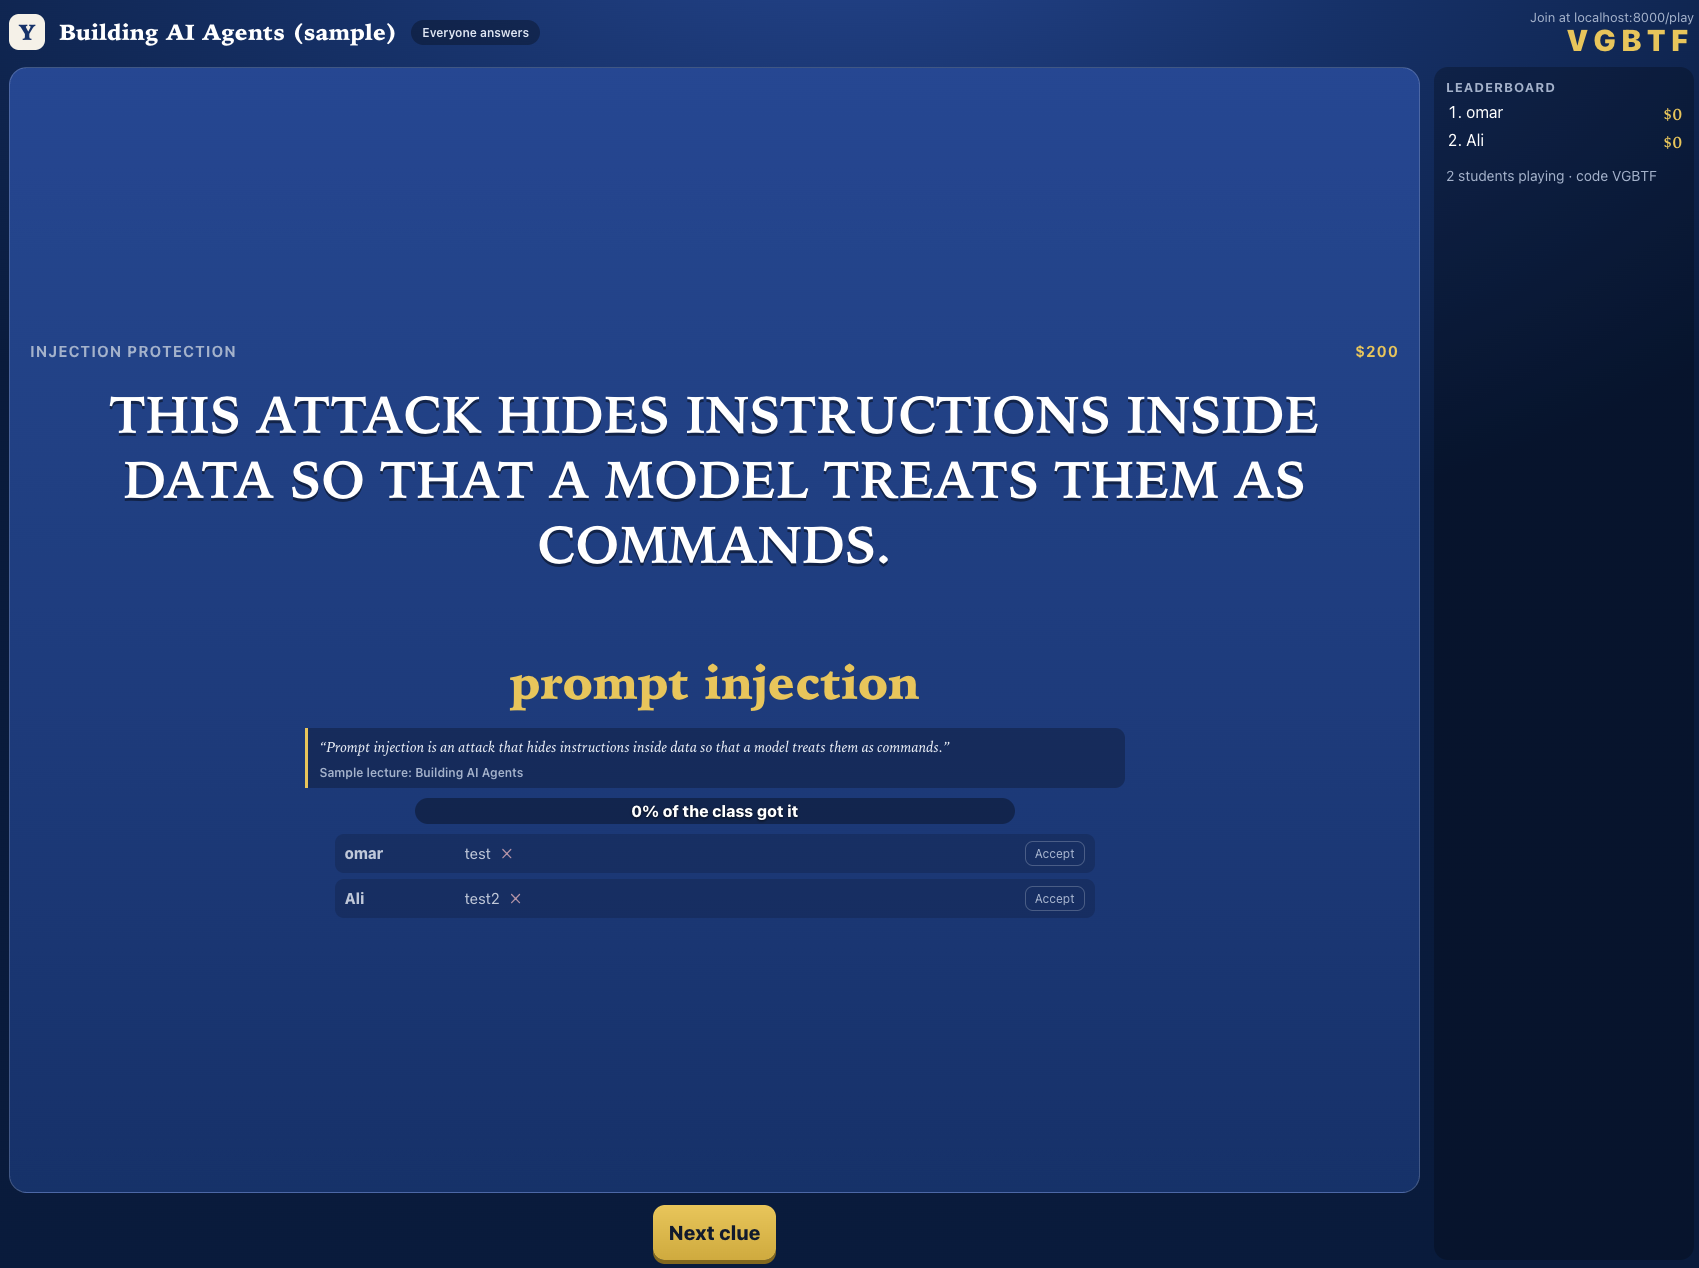 Y
Building AI Agents (sample)
Everyone answers
Join at localhost:8000/play
VGBTF
INJECTION PROTECTION
$200
THIS ATTACK HIDES INSTRUCTIONS INSIDE
DATA SO THAT A MODEL TREATS THEM AS
COMMANDS.
prompt injection
“Prompt injection is an attack that hides instructions inside data so that a model treats them as commands.”
Sample lecture: Building AI Agents
0% of the class got it
omar test × Accept
Ali test2 × Accept
Next clue
LEADERBOARD
1. omar $0
2. Ali $0
2 students playing · code VGBTF